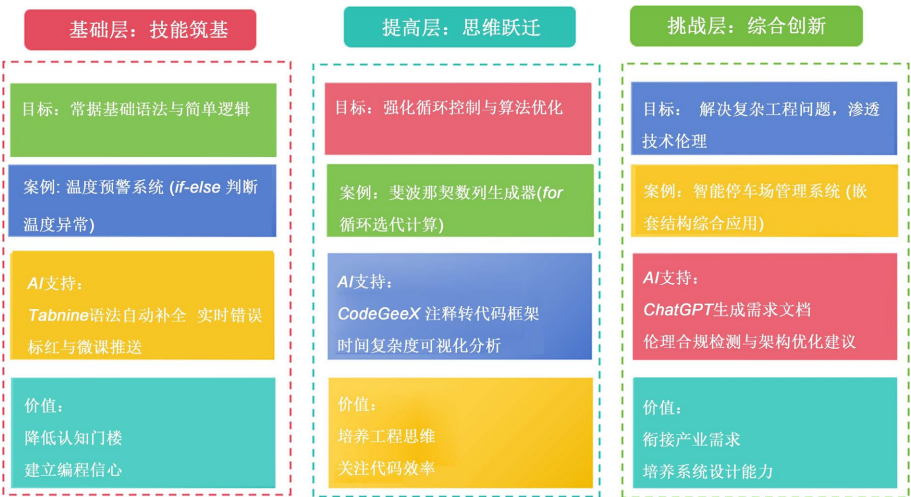 基础层：技能筑基
目标：常据基础语法与简单逻辑
案例: 温度预警系统 (if-else 判断
温度异常)
AI支持：
Tabnine语法自动补全 实时错误
标红与微课推送
价值：
降低认知门楼
建立编程信心
提高层：思维跃迁
目标：强化循环控制与算法优化
案例：斐波那契数列生成器(for
循环迭代计算)
AI支持：
CodeGeeX 注释转代码框架
时间复杂度可视化分析
价值：
培养工程思维
关注代码效率
挑战层：综合创新
目标： 解决复杂工程问题，渗透
技术伦理
案例：智能停车场管理系统 (嵌
套结构综合应用)
AI支持：
ChatGPT生成需求文档
伦理合规检测与架构优化建议
价值：
衔接产业需求
培养系统设计能力